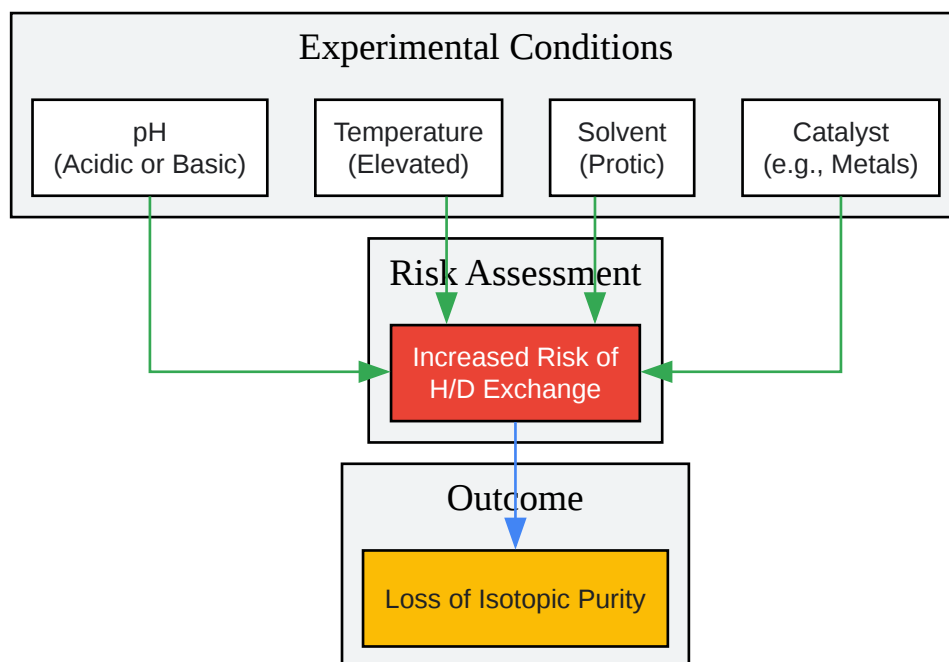 Experimental Conditions
pH
(Acidic or Basic)
Temperature
(Elevated)
Solvent
(Protic)
Catalyst
(e.g., Metals)
Risk Assessment
Increased Risk of
H/D Exchange
Outcome
Loss of Isotopic Purity